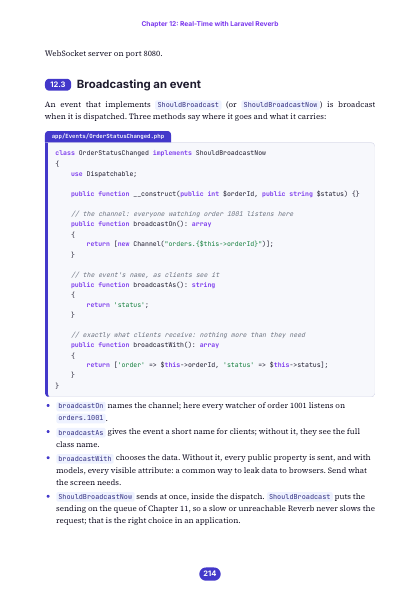 Chapter 12: Real-Time with Laravel Reverb
WebSocket server on port 8080.
12.3 Broadcasting an event
An event that implements ShouldBroadcast (or ShouldBroadcastNow) is broadcast
when it is dispatched. Three methods say where it goes and what it carries:
app/Events/OrderStatusChanged.php
class OrderStatusChanged implements ShouldBroadcastNow
{
    use Dispatchable;
    public function __construct(public int $orderId, public string $status) {}
    // the channel: everyone watching order 1001 listens here
    public function broadcastOn(): array
    {
        return [new Channel("orders.{$this->orderId}")];
    }
    // the event's name, as clients see it
    public function broadcastAs(): string
    {
        return 'status';
    }
    // exactly what clients receive: nothing more than they need
    public function broadcastWith(): array
    {
        return ['order' => $this->orderId, 'status' => $this->status];
    }
}
• broadcastOn names the channel; here every watcher of order 1001 listens on
orders.1001.
• broadcastAs gives the event a short name for clients; without it, they see the full
class name.
• broadcastWith chooses the data. Without it, every public property is sent, and with
models, every visible attribute: a common way to leak data to browsers. Send what
the screen needs.
• ShouldBroadcastNow sends at once, inside the dispatch. ShouldBroadcast puts the
sending on the queue of Chapter 11, so a slow or unreachable Reverb never slows the
request; that is the right choice in an application.
214